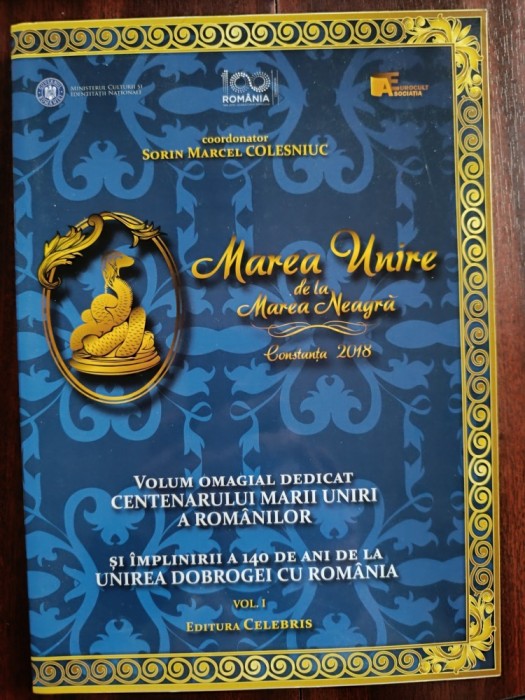 Ministerul Culturii și
Identității Naționale
100
ROMÂNIA
EUROCULT
ASOCIAȚIA
coordonator
SORIN MARCEL COLESNIUC
Marea Unire
de la
Marea Neagră
Constanța 2018
VOLUM OMAGIAL DEDICAT
CENTENARULUI MARII UNIRI
A ROMÂNILOR
ȘI ÎMPLINIRII A 140 DE ANI DE LA
UNIREA DOBROGEI CU ROMÂNIA
VOL. I
EDITURA CELEBRIS